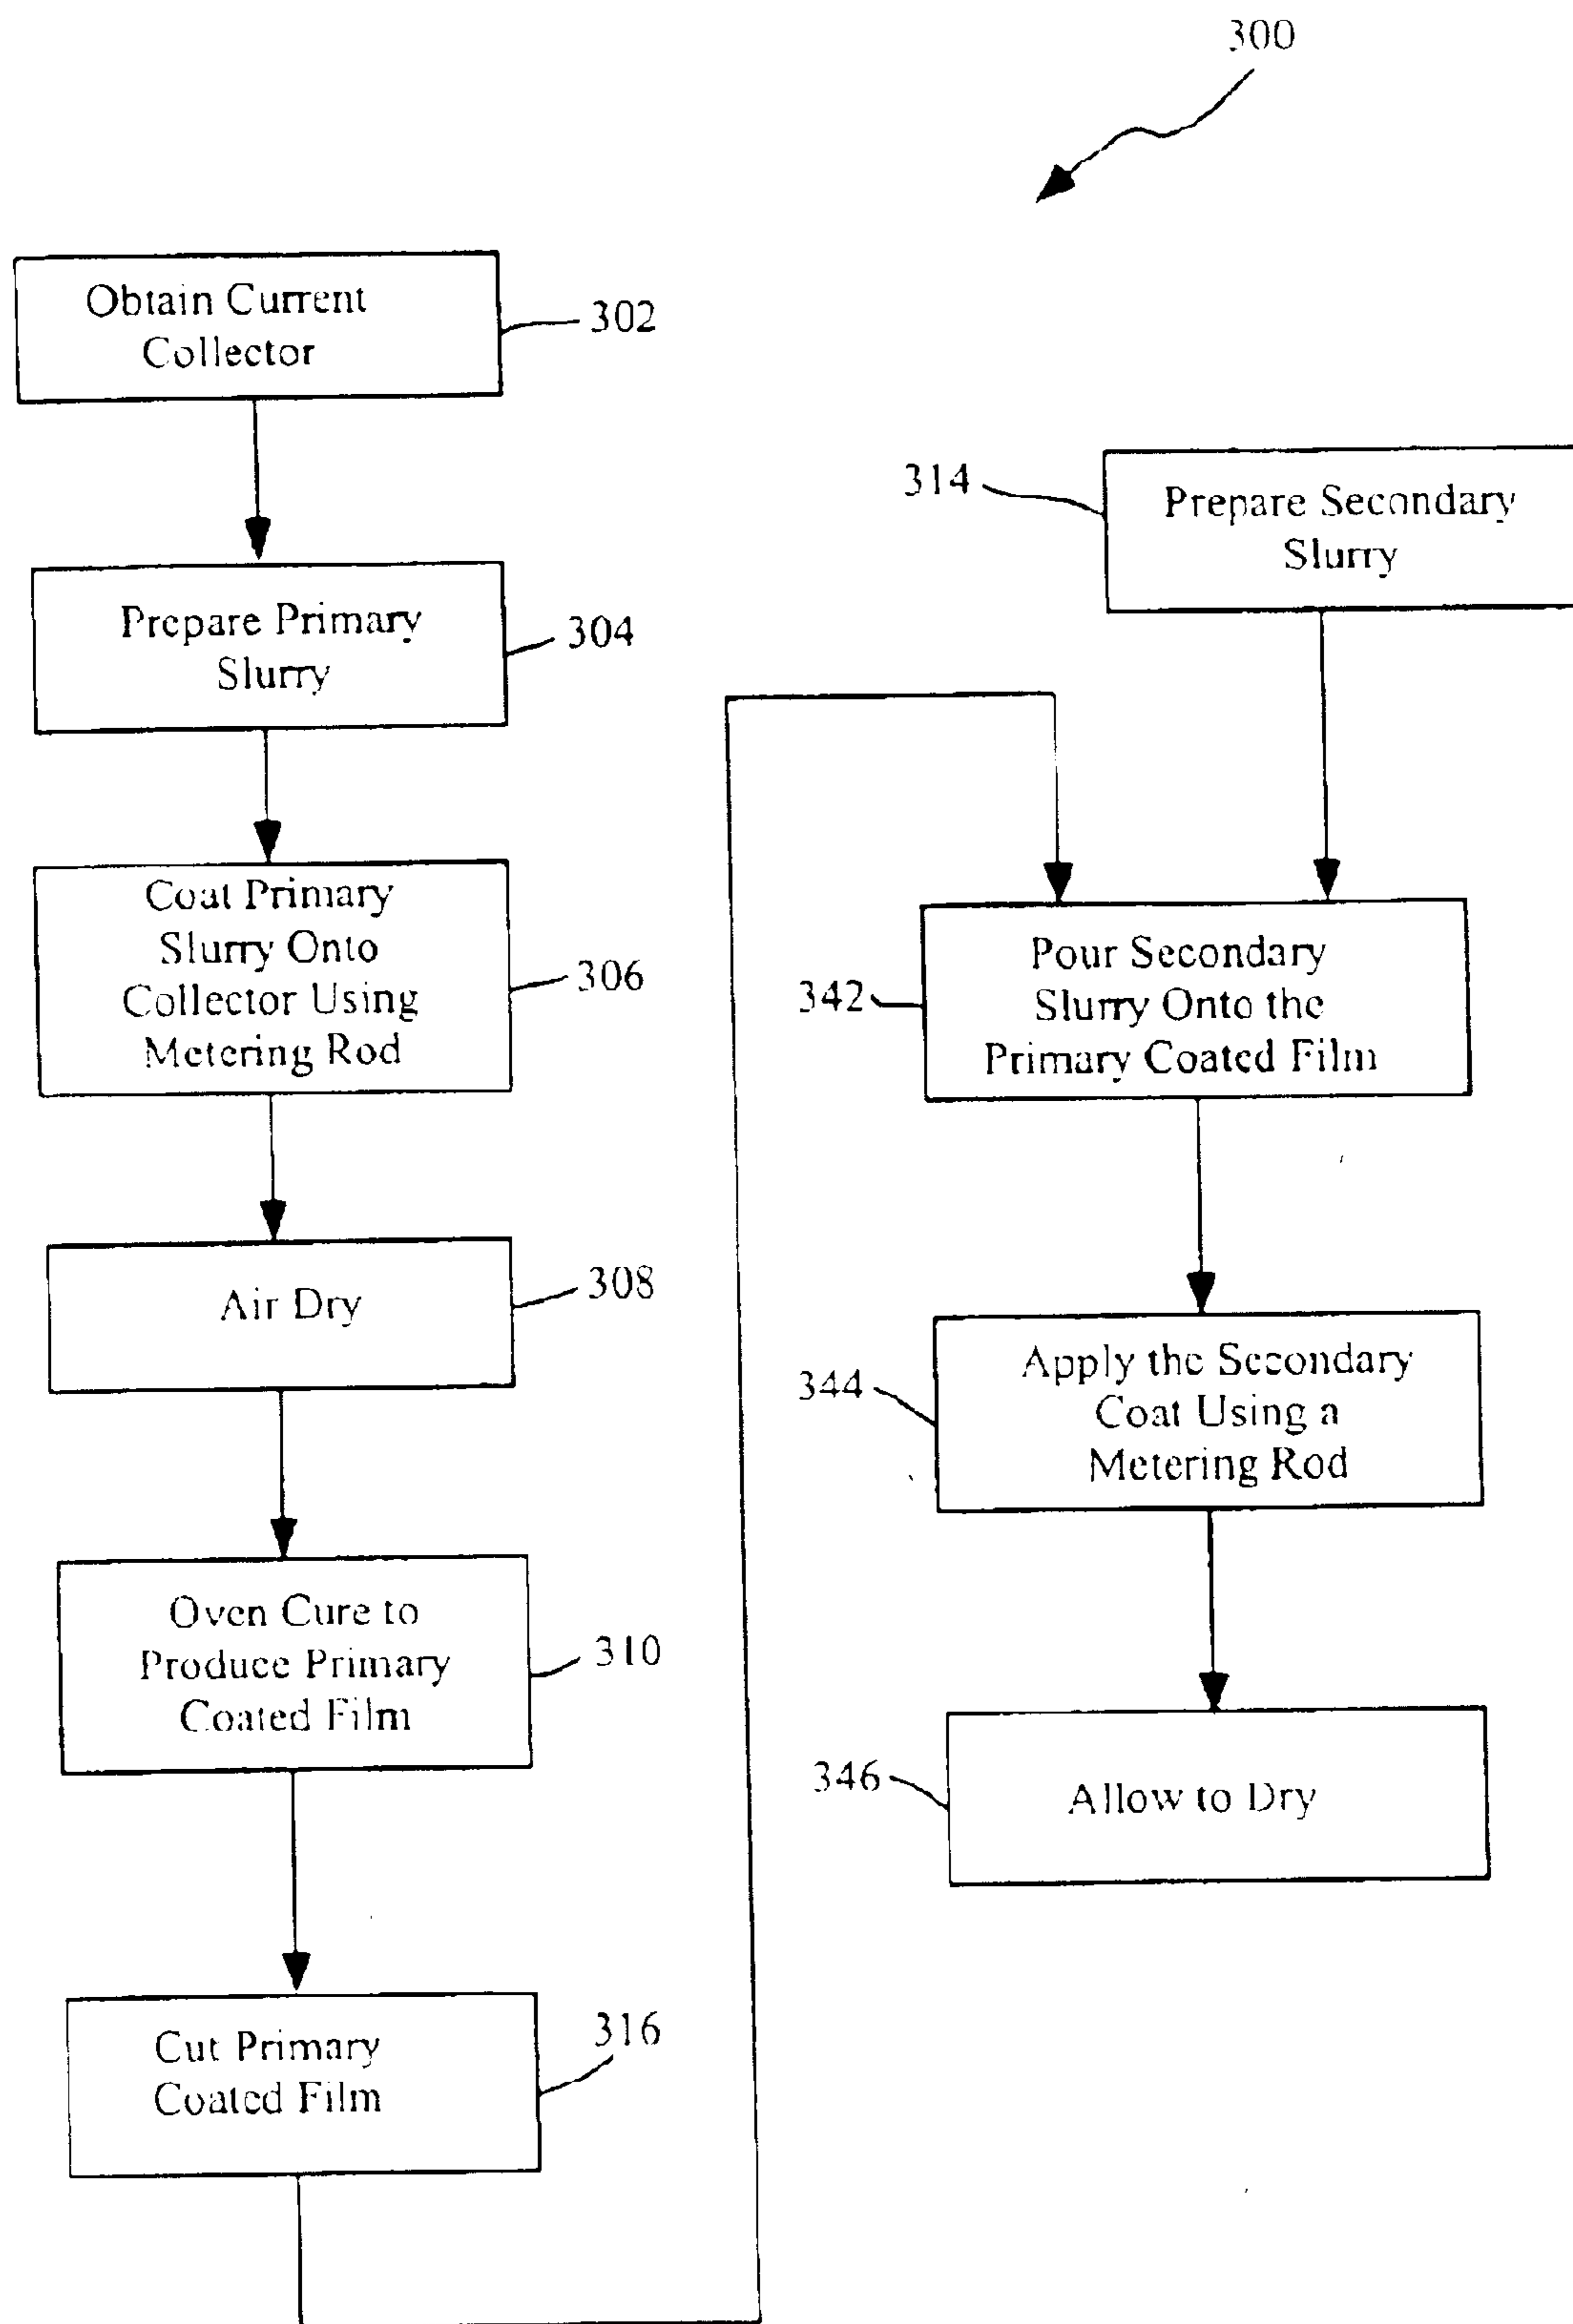 300
Obtain Current
Collector
302
Prepare Primary
Slurry
304
Coat Primary
Slurry Onto
Collector Using
Metering Rod
306
Air Dry
308
Oven Cure to
Produce Primary
Coated Film
310
Cut Primary
Coated Film
316
314
Prepare Secondary
Slurry
342
Pour Secondary
Slurry Onto the
Primary Coated Film
344
Apply the Secondary
Coat Using a
Metering Rod
346
Allow to Dry